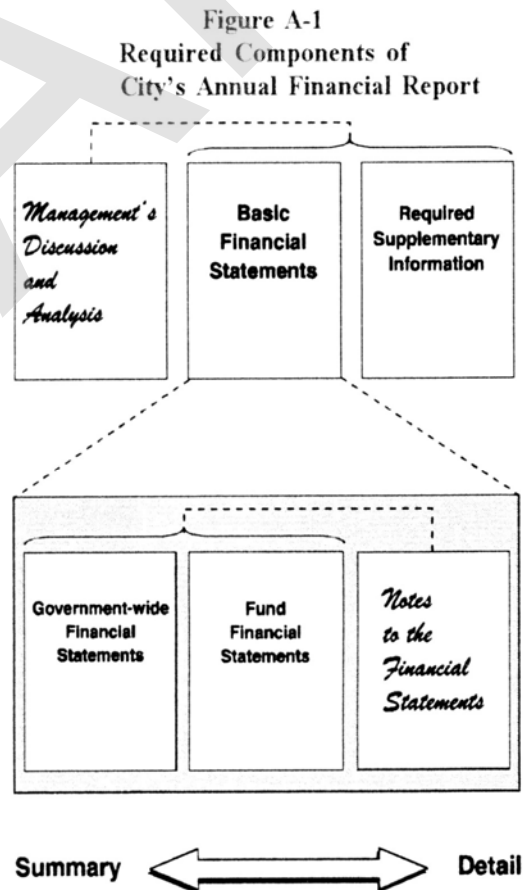 Figure A-1
Required Components of
City's Annual Financial Report
Management's
Discussion
and
Analysis
Basic
Financial
Statements
Required
Supplementary
Information
Government-wide
Financial
Statements
Fund
Financial
Statements
Notes
to the
Financial
Statements
Summary
Detail